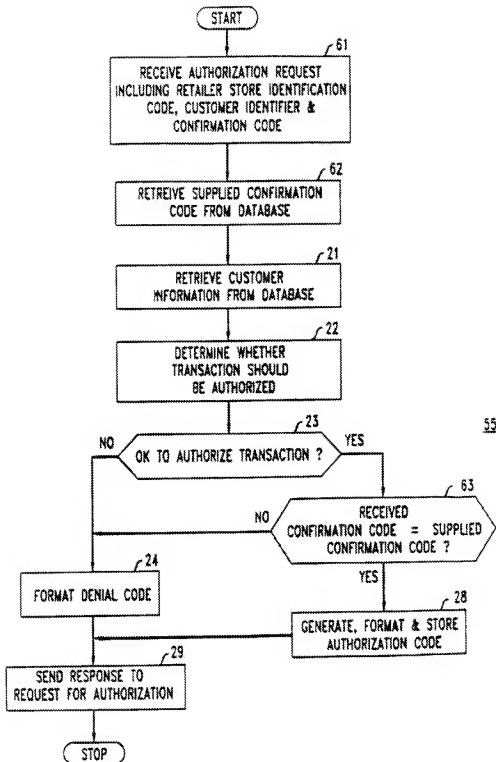 START
61
RECEIVE AUTHORIZATION REQUEST
INCLUDING RETAILER STORE IDENTIFICATION
CODE, CUSTOMER IDENTIFIER &
CONFIRMATION CODE
62
RETREIVE SUPPLIED CONFIRMATION
CODE FROM DATABASE
21
RETRIEVE CUSTOMER
INFORMATION FROM DATABASE
22
DETERMINE WHETHER
TRANSACTION SHOULD
BE AUTHORIZED
23
NO
OK TO AUTHORIZE TRANSACTION ?
YES
55
63
NO
RECEIVED
CONFIRMATION CODE = SUPPLIED
CONFIRMATION CODE ?
YES
24
FORMAT DENIAL CODE
28
GENERATE, FORMAT & STORE
AUTHORIZATION CODE
29
SEND RESPONSE TO
REQUEST FOR AUTHORIZATION
STOP